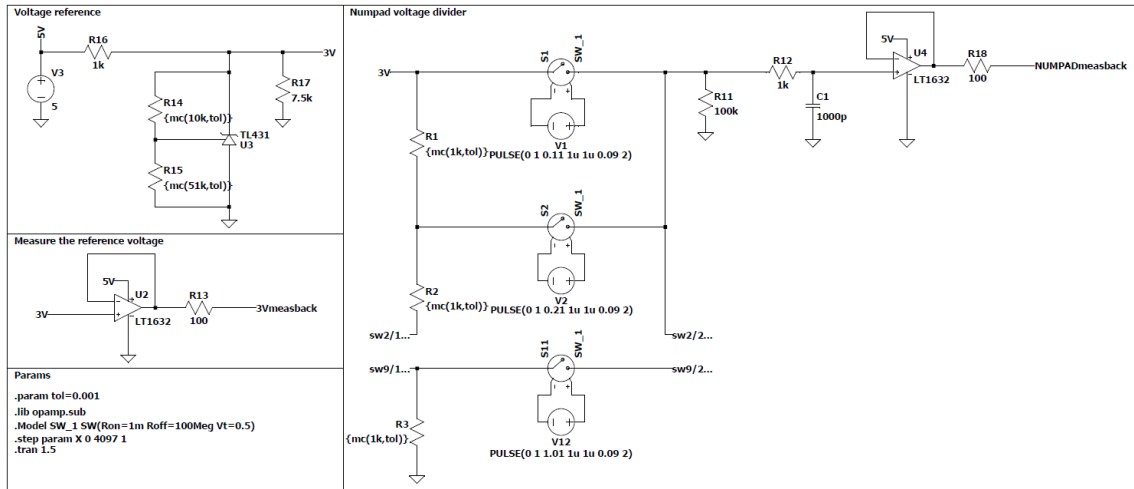 Voltage reference
5V
R16
1k
3V
V3
5
R14
{mc(10k,tol)}
R17
7.5k
TL431
U3
R15
{mc(51k,tol)}
Measure the reference voltage
5V
U2
3V
LT1632
R13
100
3Vmeasback
Params
.param tol=0.001
.lib opamp.sub
.Model SW_1 SW(Ron=1m Roff=100Meg Vt=0.5)
.step param X 0 4097 1
.tran 1.5
Numpad voltage divider
S1
SW_1
3V
V1
PULSE(0 1 0.11 1u 1u 0.09 2)
R1
{mc(1k,tol)}
S2
SW_1
V2
PULSE(0 1 0.21 1u 1u 0.09 2)
R2
{mc(1k,tol)}
sw2/1...
sw2/2...
S11
SW_1
sw9/1...
sw9/2...
R3
{mc(1k,tol)}
V12
PULSE(0 1 1.01 1u 1u 0.09 2)
R11
100k
R12
1k
C1
1000p
5V
U4
LT1632
R18
100
NUMPADmeasback